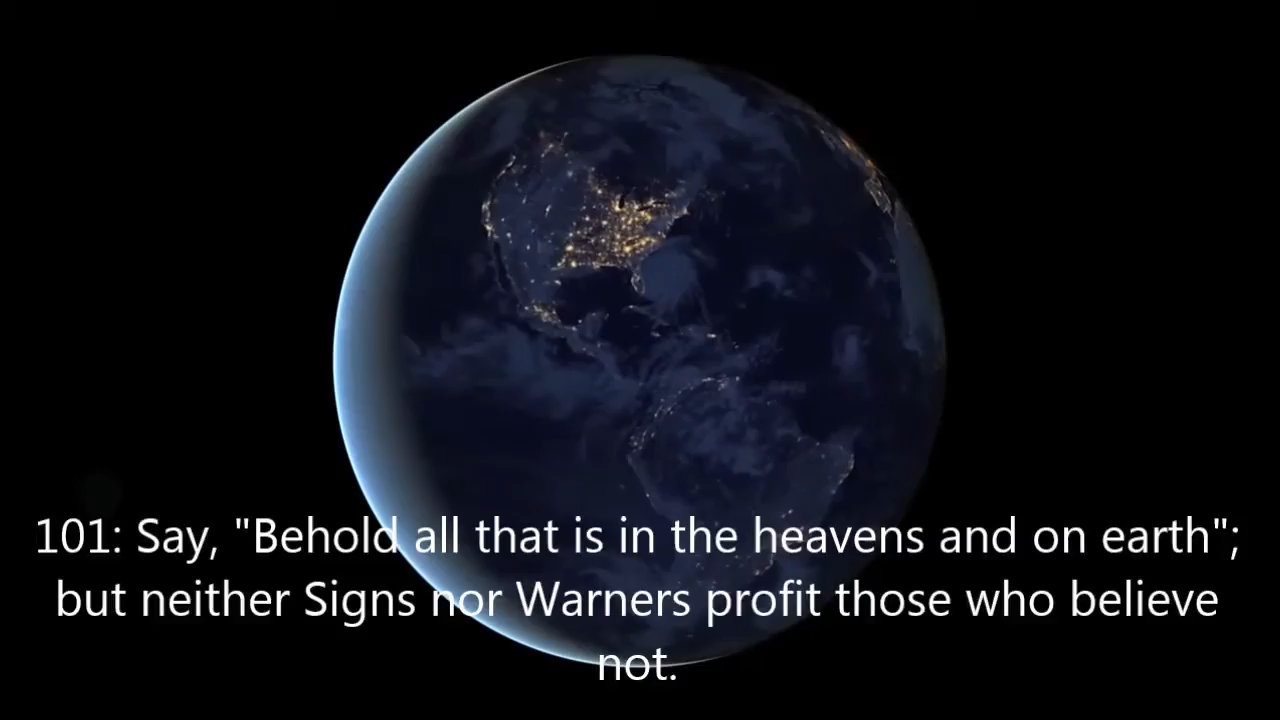 101: Say, "Behold all that is in the heavens and on earth";
but neither Signs nor Warners profit those who believe
not.